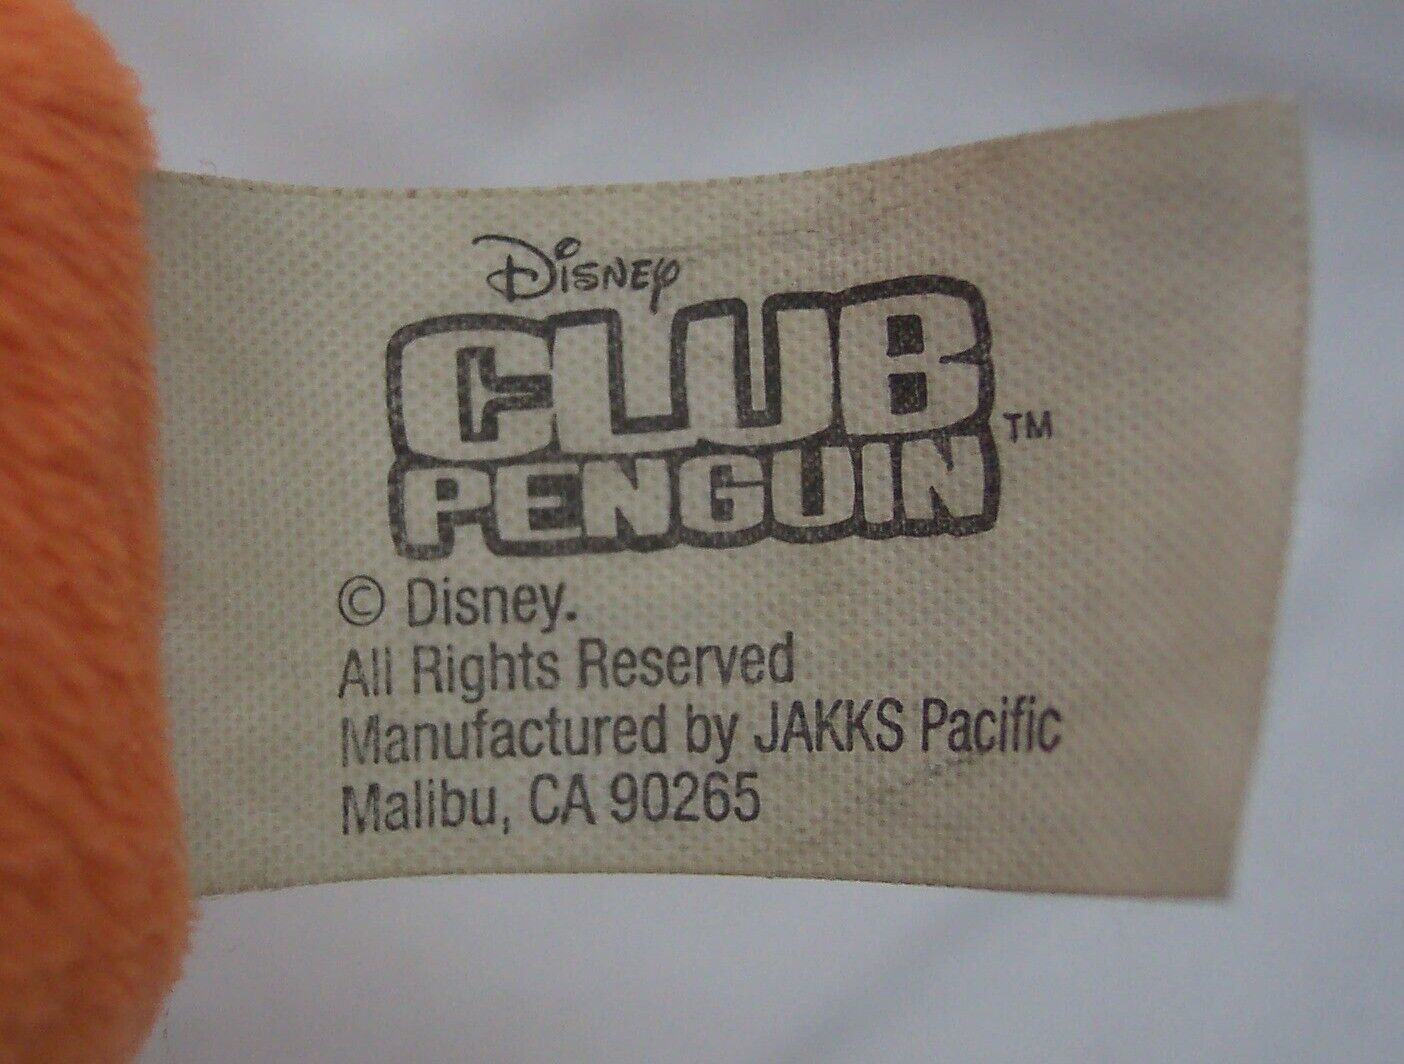 Disney
CLUB
PENGUIN™
© Disney.
All Rights Reserved
Manufactured by JAKKS Pacific
Malibu, CA 90265